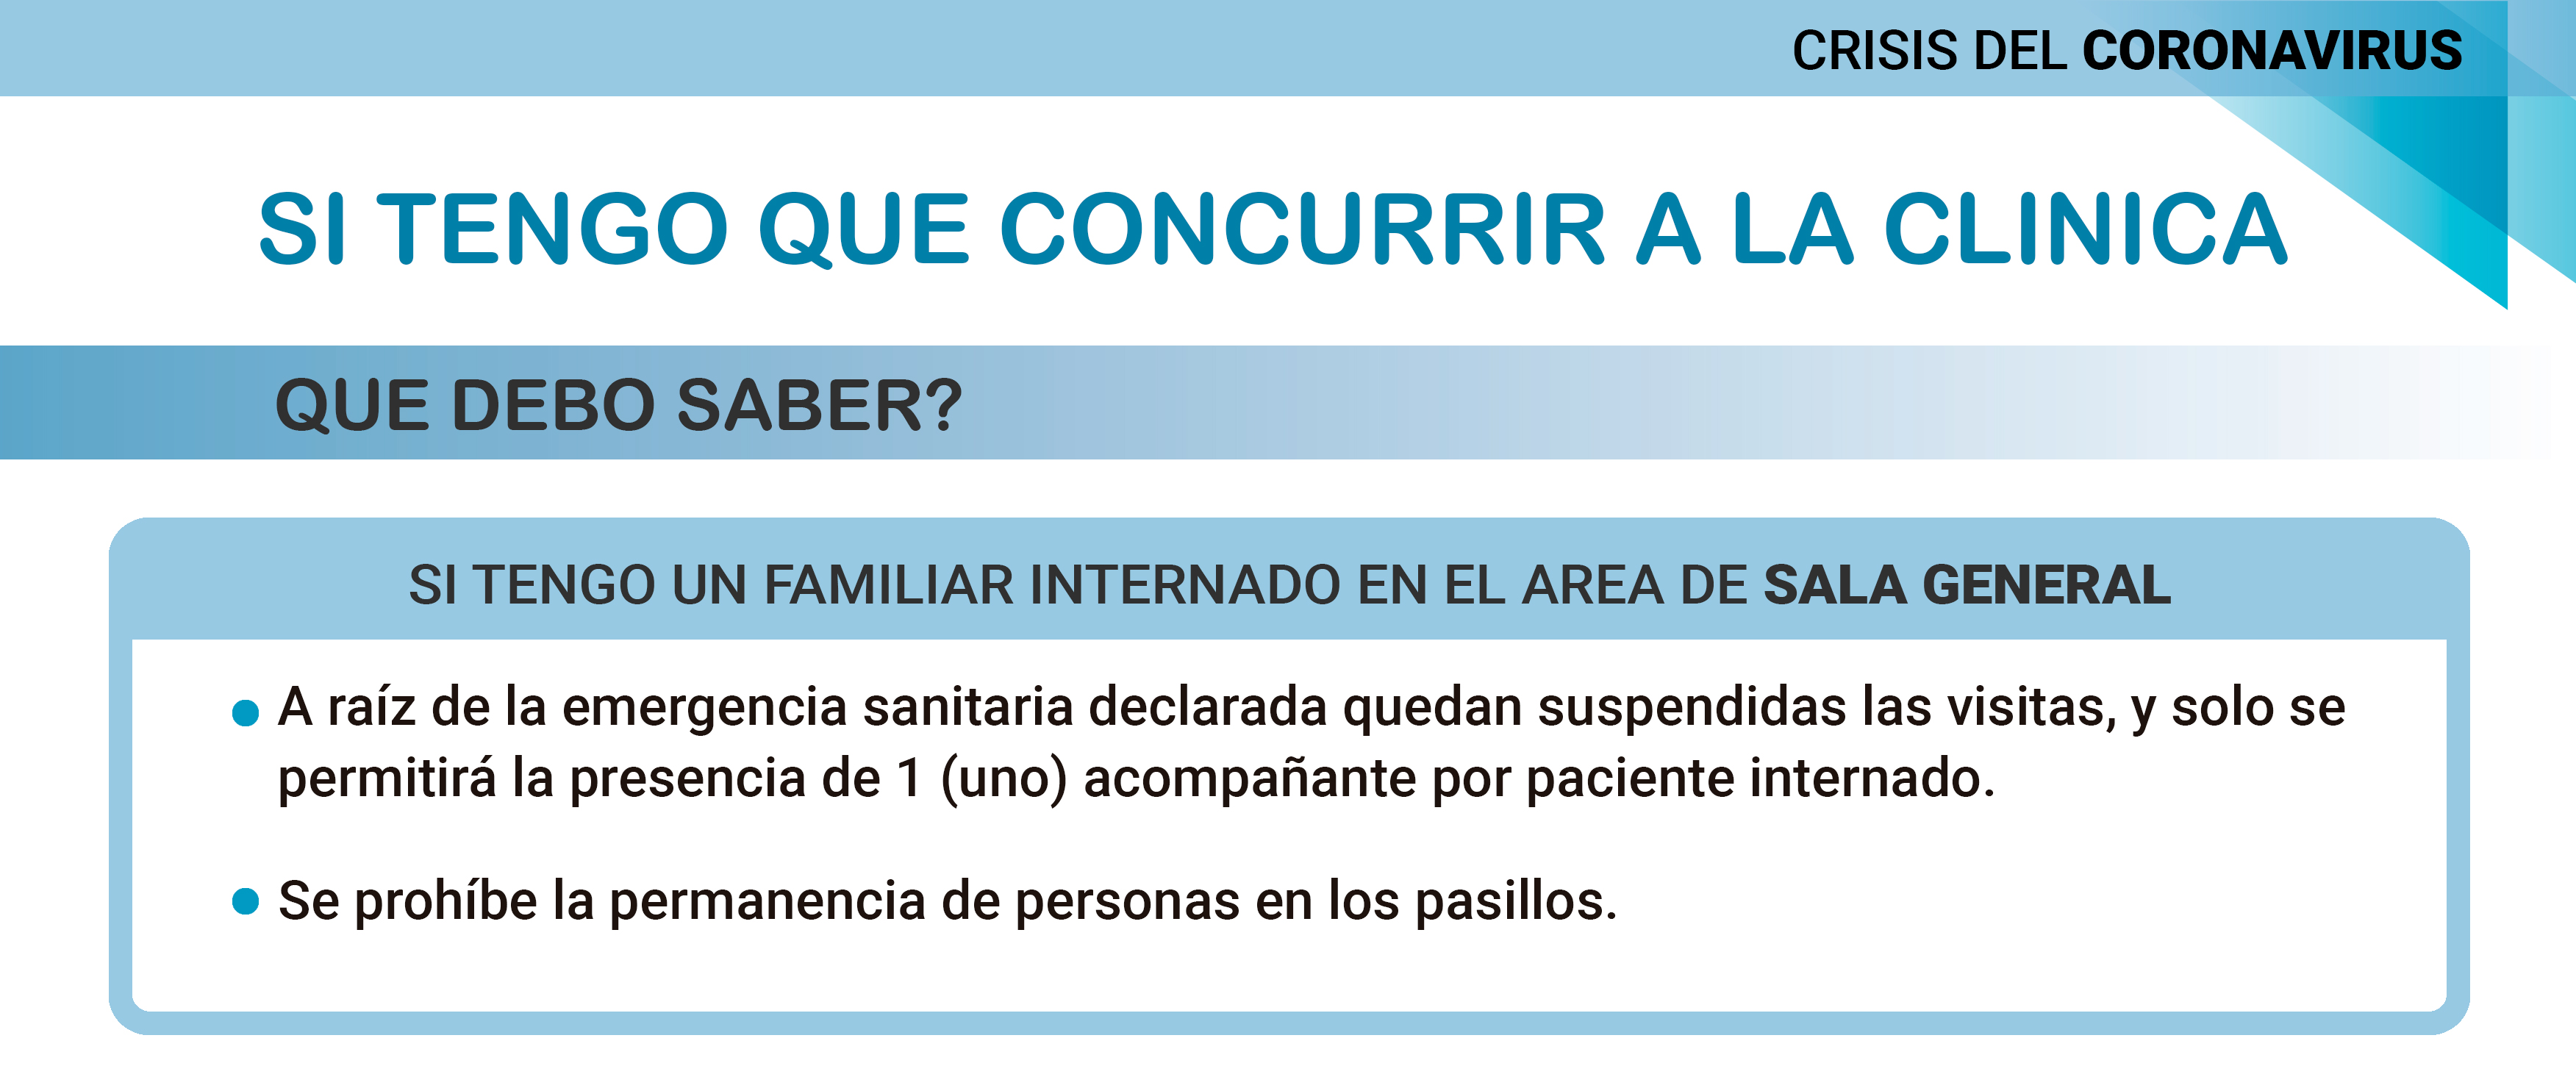 CRISIS DEL CORONAVIRUS
SI TENGO QUE CONCURRIR A LA CLINICA
QUE DEBO SABER?
SI TENGO UN FAMILIAR INTERNADO EN EL AREA DE SALA GENERAL
A raíz de la emergencia sanitaria declarada quedan suspendidas las visitas, y solo se
permitirá la presencia de 1 (uno) acompañante por paciente internado.
Se prohíbe la permanencia de personas en los pasillos.